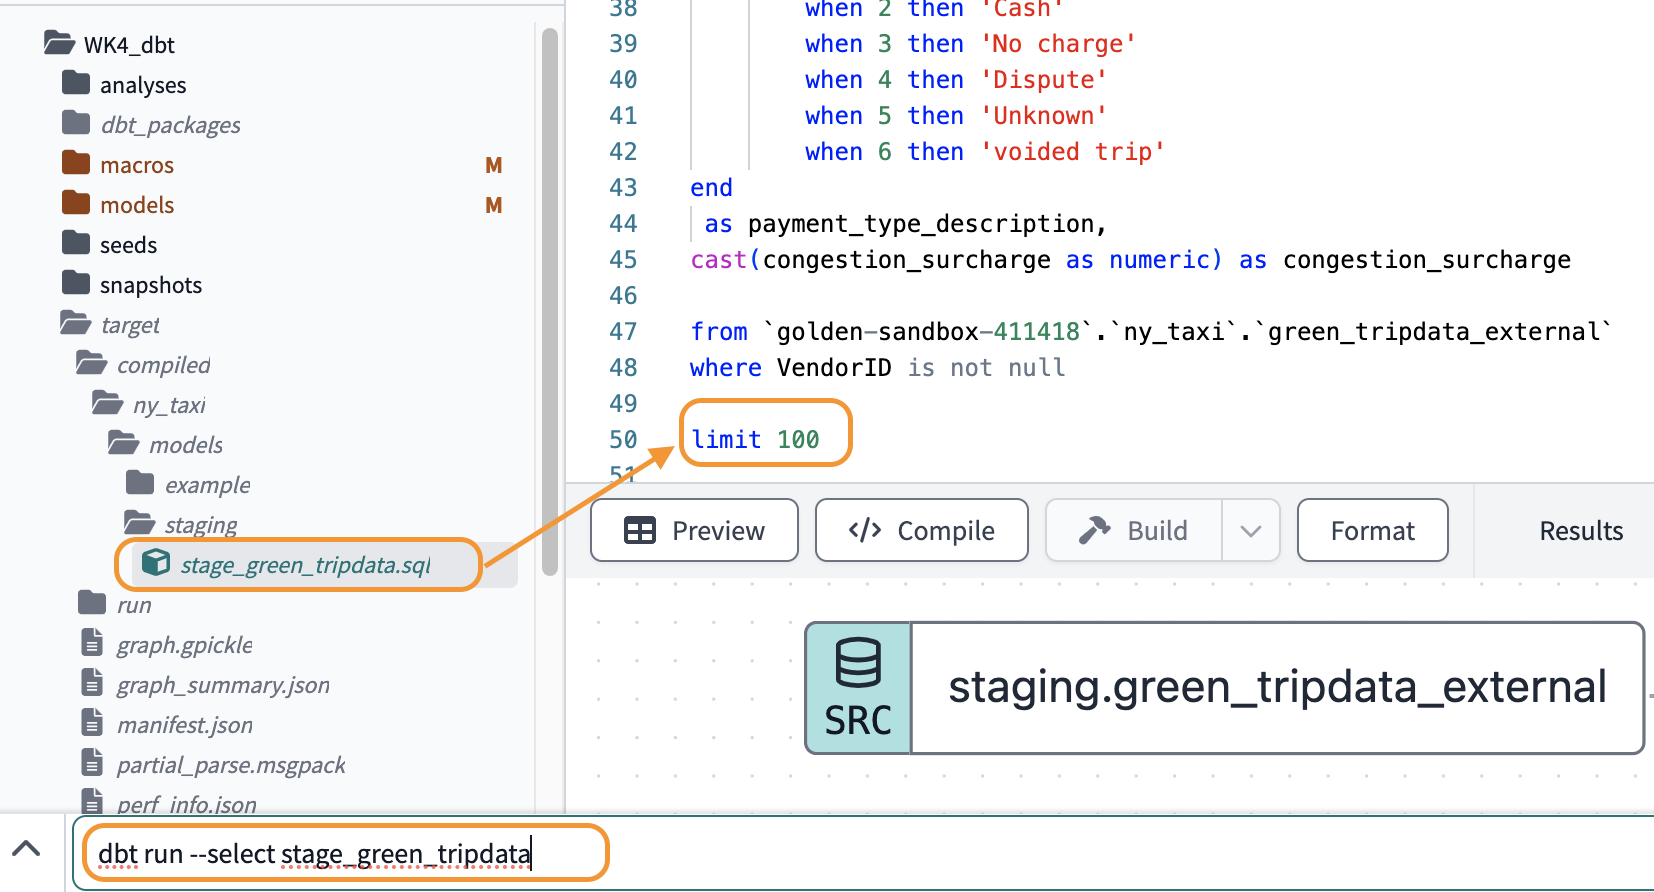 WK4_dbt
analyses
dbt_packages
macros M
models M
seeds
snapshots
target
compiled
ny_taxi
models
example
staging
stage_green_tripdata.sql
run
graph.gpickle
graph_summary.json
manifest.json
partial_parse.msgpack
perf_info.json
38 when 2 then 'Cash'
39 when 3 then 'No charge'
40 when 4 then 'Dispute'
41 when 5 then 'Unknown'
42 when 6 then 'voided trip'
43 end
44 as payment_type_description,
45 cast(congestion_surcharge as numeric) as congestion_surcharge
46
47 from `golden-sandbox-411418`.`ny_taxi`.`green_tripdata_external`
48 where VendorID is not null
49
50 limit 100
51
Preview </> Compile Build Format Results
SRC staging.green_tripdata_external
dbt run --select stage_green_tripdata